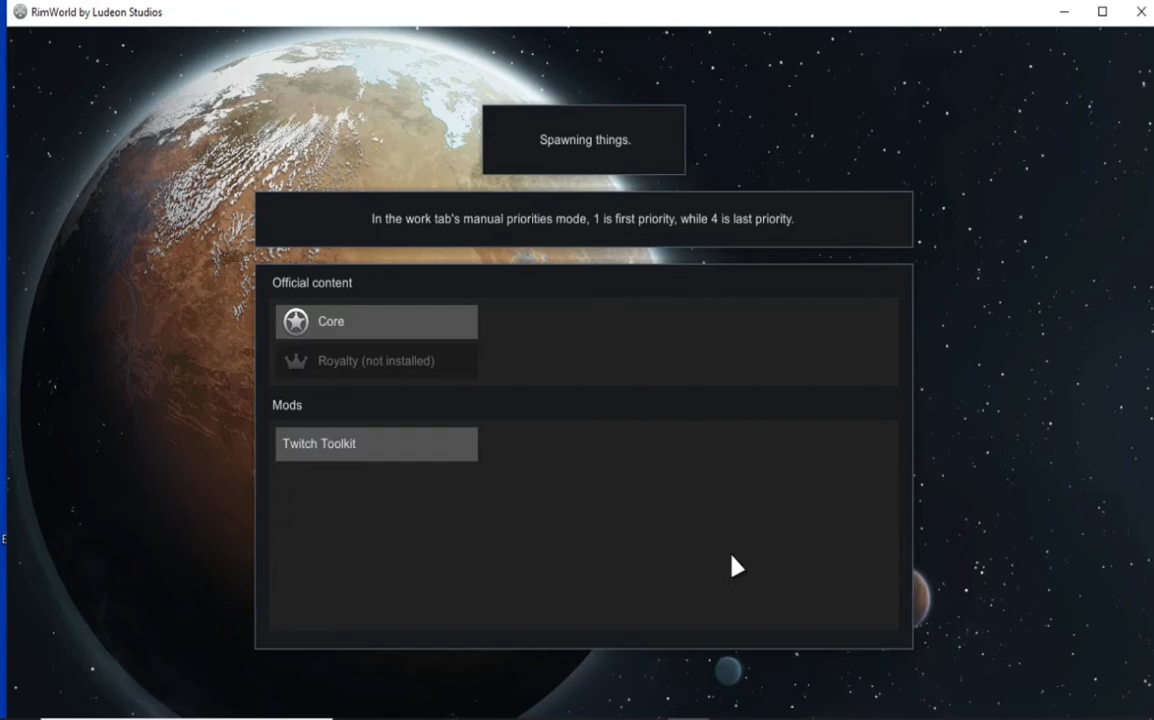 RimWorld by Ludeon Studios
Spawning things.
In the work tab's manual priorities mode, 1 is first priority, while 4 is last priority.
Official content
Core
Royalty (not installed)
Mods
Twitch Toolkit
E